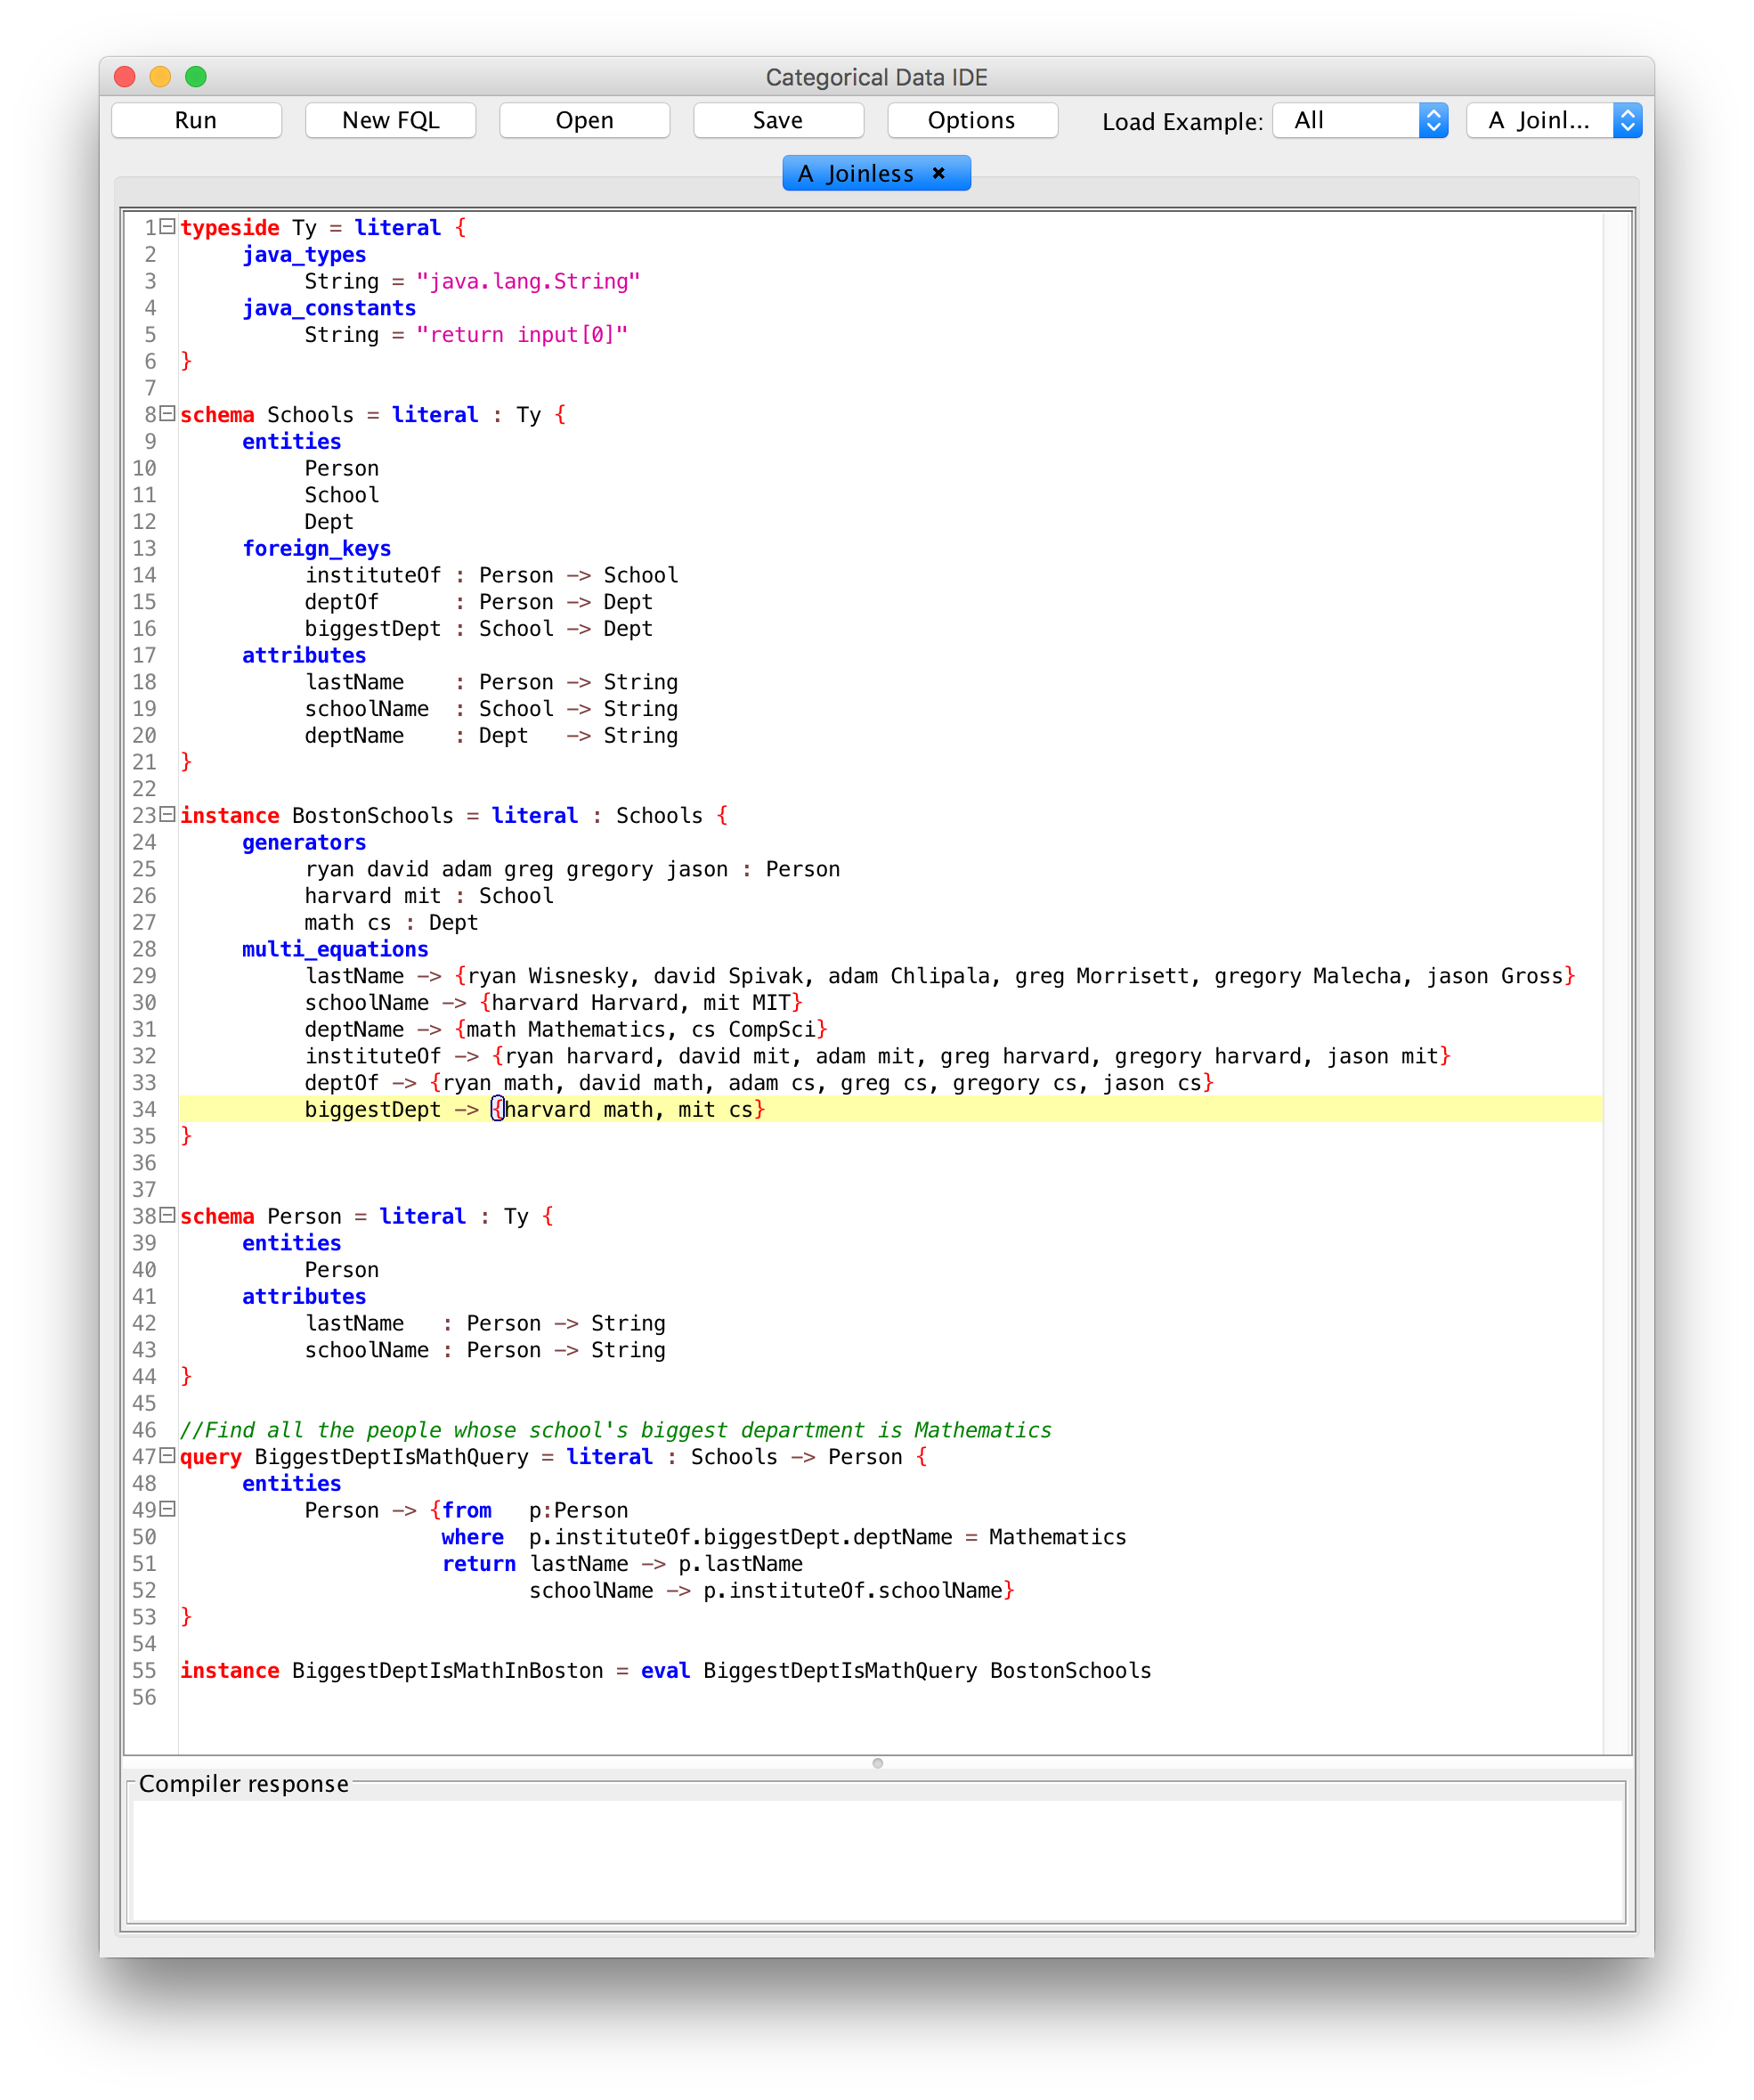 Categorical Data IDE
Run New FQL Open Save Options Load Example: All A Joinl...
A Joinless ✖
1 typeside Ty = literal {
2      java_types
3           String = "java.lang.String"
4      java_constants
5           String = "return input[0]"
6 }
7
8 schema Schools = literal : Ty {
9      entities
10           Person
11           School
12           Dept
13      foreign_keys
14           instituteOf : Person -> School
15           deptOf      : Person -> Dept
16           biggestDept : School -> Dept
17      attributes
18           lastName    : Person -> String
19           schoolName  : School -> String
20           deptName    : Dept   -> String
21 }
22
23 instance BostonSchools = literal : Schools {
24      generators
25           ryan david adam greg gregory jason : Person
26           harvard mit : School
27           math cs : Dept
28      multi_equations
29           lastName -> {ryan Wisnesky, david Spivak, adam Chlipala, greg Morrisett, gregory Malecha, jason Gross}
30           schoolName -> {harvard Harvard, mit MIT}
31           deptName -> {math Mathematics, cs CompSci}
32           instituteOf -> {ryan harvard, david mit, adam mit, greg harvard, gregory harvard, jason mit}
33           deptOf -> {ryan math, david math, adam cs, greg cs, gregory cs, jason cs}
34           biggestDept -> {harvard math, mit cs}
35 }
36
37
38 schema Person = literal : Ty {
39      entities
40           Person
41      attributes
42           lastName   : Person -> String
43           schoolName : Person -> String
44 }
45
46 //Find all the people whose school's biggest department is Mathematics
47 query BiggestDeptIsMathQuery = literal : Schools -> Person {
48      entities
49           Person -> {from   p:Person
50                      where  p.instituteOf.biggestDept.deptName = Mathematics
51                      return lastName -> p.lastName
52                             schoolName -> p.instituteOf.schoolName}
53 }
54
55 instance BiggestDeptIsMathInBoston = eval BiggestDeptIsMathQuery BostonSchools
56
Compiler response